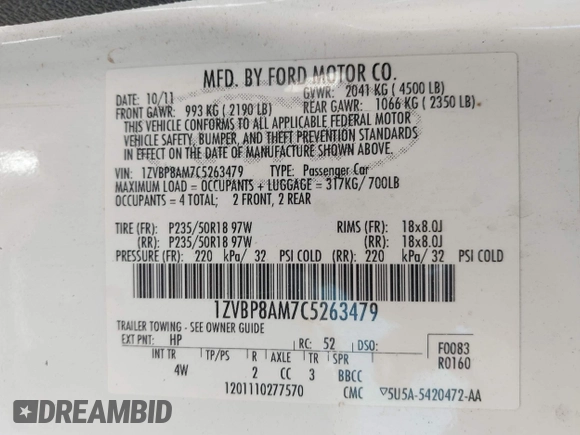 MFD. BY FORD MOTOR CO.
DATE: 10/11 GVWR: 2041 KG ( 4500 LB)
FRONT GAWR: 993 KG ( 2190 LB) REAR GAWR: 1066 KG ( 2350 LB)
THIS VEHICLE CONFORMS TO ALL APPLICABLE FEDERAL MOTOR
VEHICLE SAFETY, BUMPER, AND THEFT PREVENTION STANDARDS
IN EFFECT ON THE DATE OF MANUFACTURE SHOWN ABOVE.
VIN: 1ZVBP8AM7C5263479 TYPE: Passenger Car
MAXIMUM LOAD = OCCUPANTS + LUGGAGE = 317KG/700LB
OCCUPANTS = 4 TOTAL; 2 FRONT, 2 REAR
TIRE (FR): P235/50R18 97W RIMS (FR): 18x8.0J
(RR): P235/50R18 97W (RR): 18x8.0J
PRESSURE (FR): 220 kPa/ 32 PSI COLD (RR): 220 kPa/ 32 PSI COLD
1ZVBP8AM7C5263479
TRAILER TOWING - SEE OWNER GUIDE
EXT PNT: HP RC: 52 DSO: F0083
INT TR TP/PS R AXLE TR SPR R0160
4W 2 CC 3 BBCC
1201110277570 CMC ▽5U5A-5420472-AA
DREAMBID